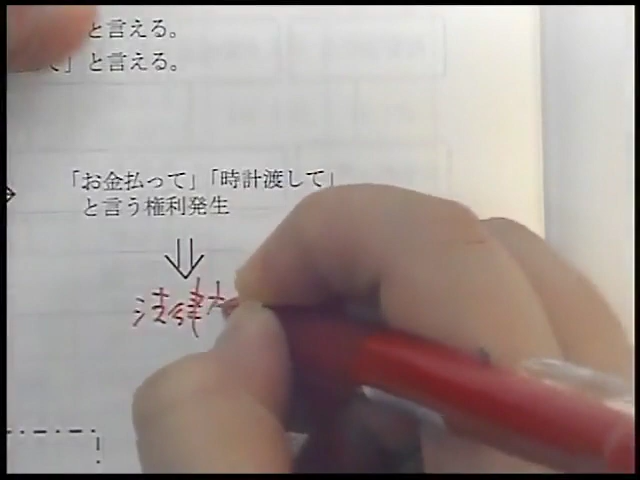 と言える。
」と言える。
「お金払って」「時計渡して」
と言う権利発生
法律